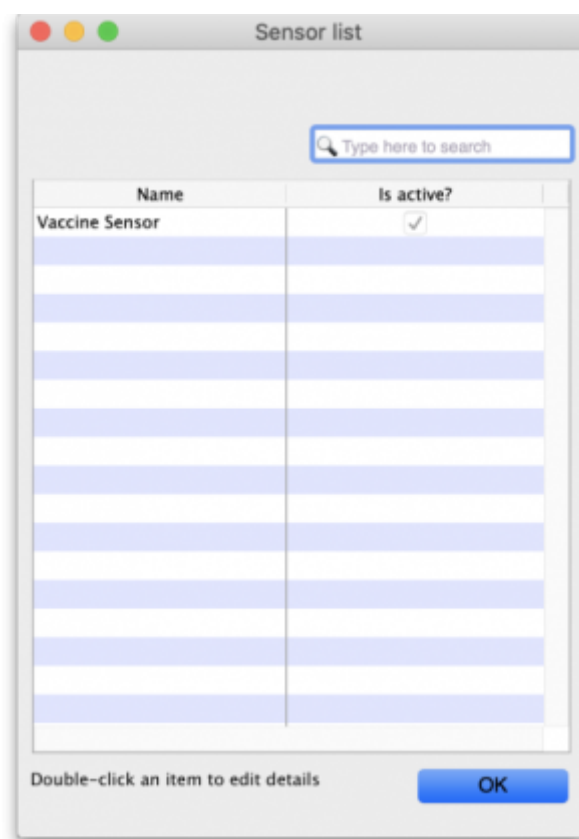 Sensor list
Type here to search
Name Is active?
Vaccine Sensor
Double-click an item to edit details
OK